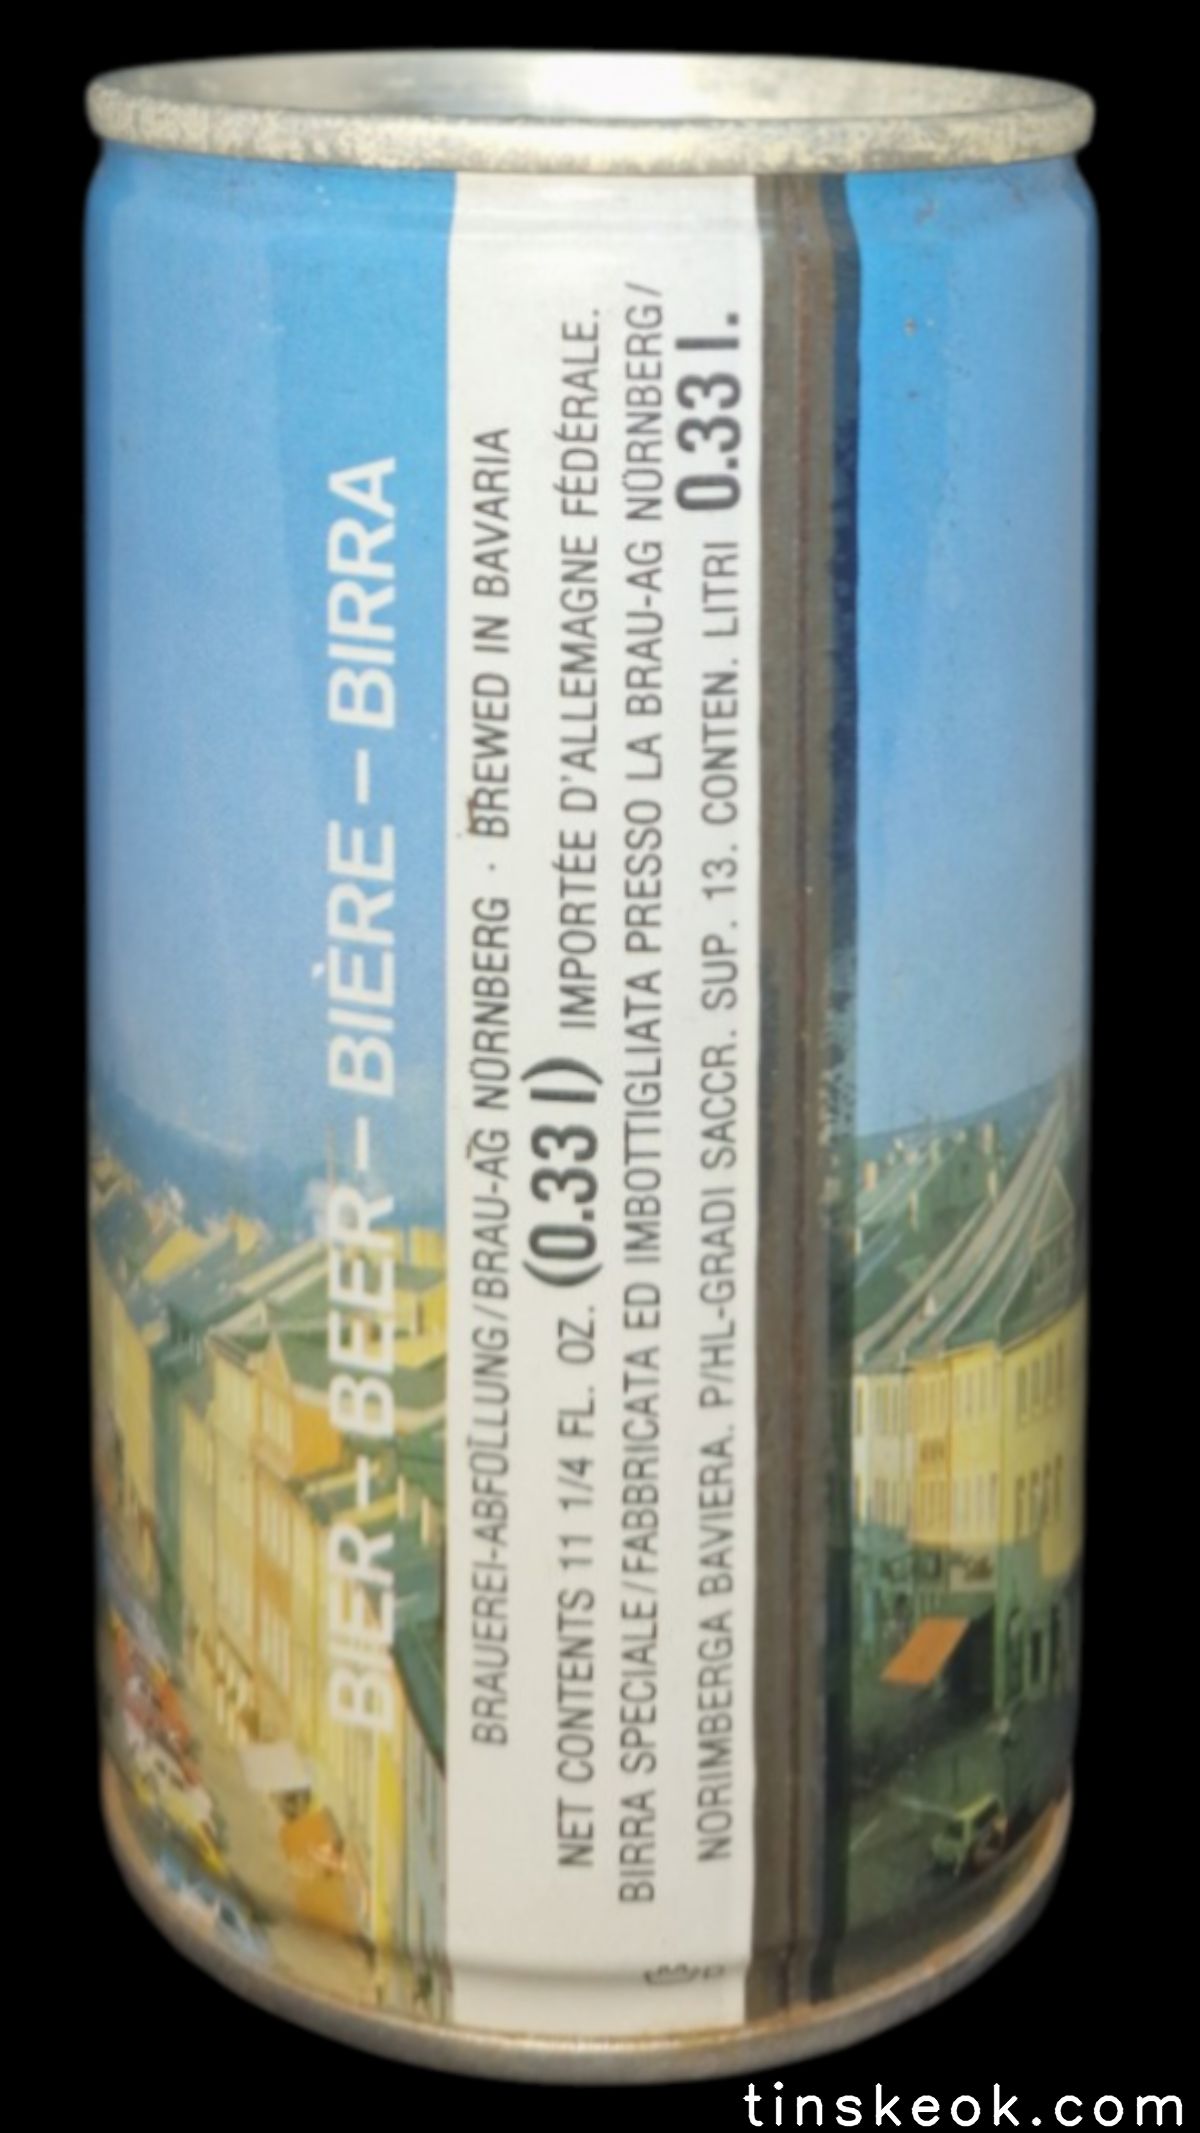 BIER – BEER – BIÈRE – BIRRA
BRAUEREI-ABFÜLLUNG/BRAU-AG NÜRNBERG · BREWED IN BAVARIA
NET CONTENTS 11 1/4 FL. OZ. (0.33 l) IMPORTÉE D'ALLEMAGNE FÉDÉRALE.
BIRRA SPECIALE/FABBRICATA ED IMBOTTIGLIATA PRESSO LA BRAU-AG NÜRNBERG/
NORIMBERGA BAVIERA. P/HL-GRADI SACCR. SUP. 13. CONTEN. LITRI 0.33 l.
tinskeok.com